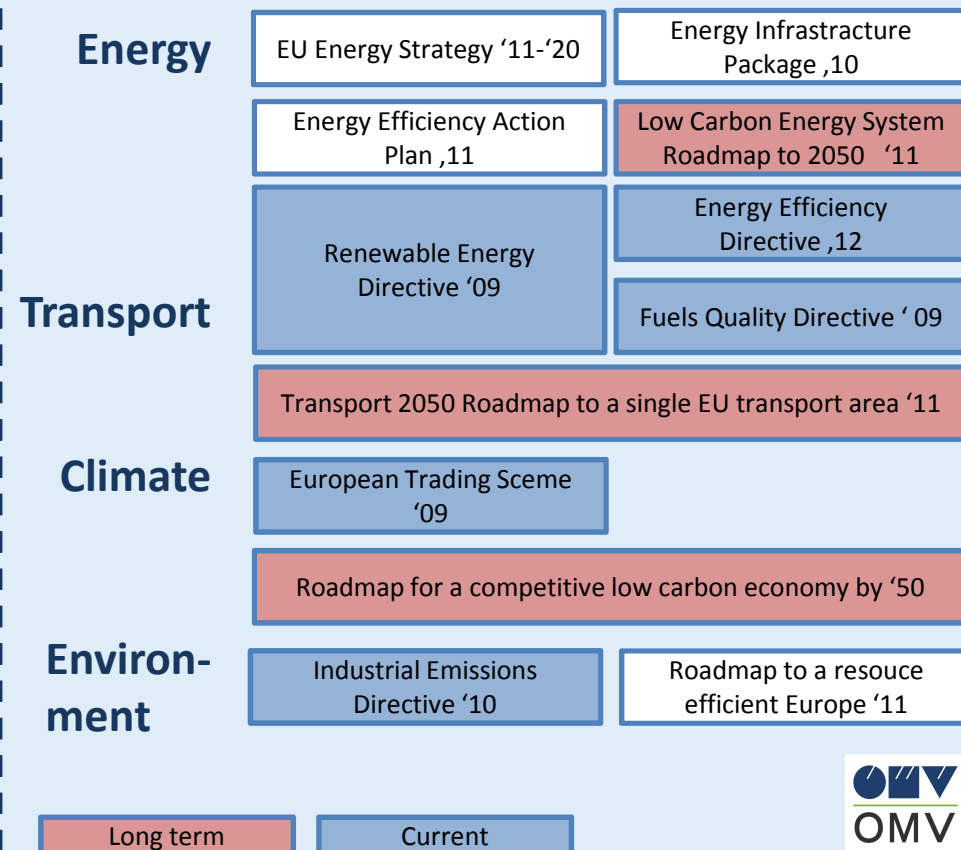 Energy
EU Energy Strategy ‘11-‘20
Energy Infrastracture
Package ,10
Energy Efficiency Action
Plan ,11
Low Carbon Energy System
Roadmap to 2050 ‘11
Renewable Energy
Directive ‘09
Energy Efficiency
Directive ,12
Transport
Fuels Quality Directive ‘ 09
Transport 2050 Roadmap to a single EU transport area ‘11
Climate
European Trading Sceme
‘09
Roadmap for a competitive low carbon economy by ‘50
Environ-
ment
Industrial Emissions
Directive ‘10
Roadmap to a resouce
efficient Europe ‘11
OMV
OMV
Long term
Current